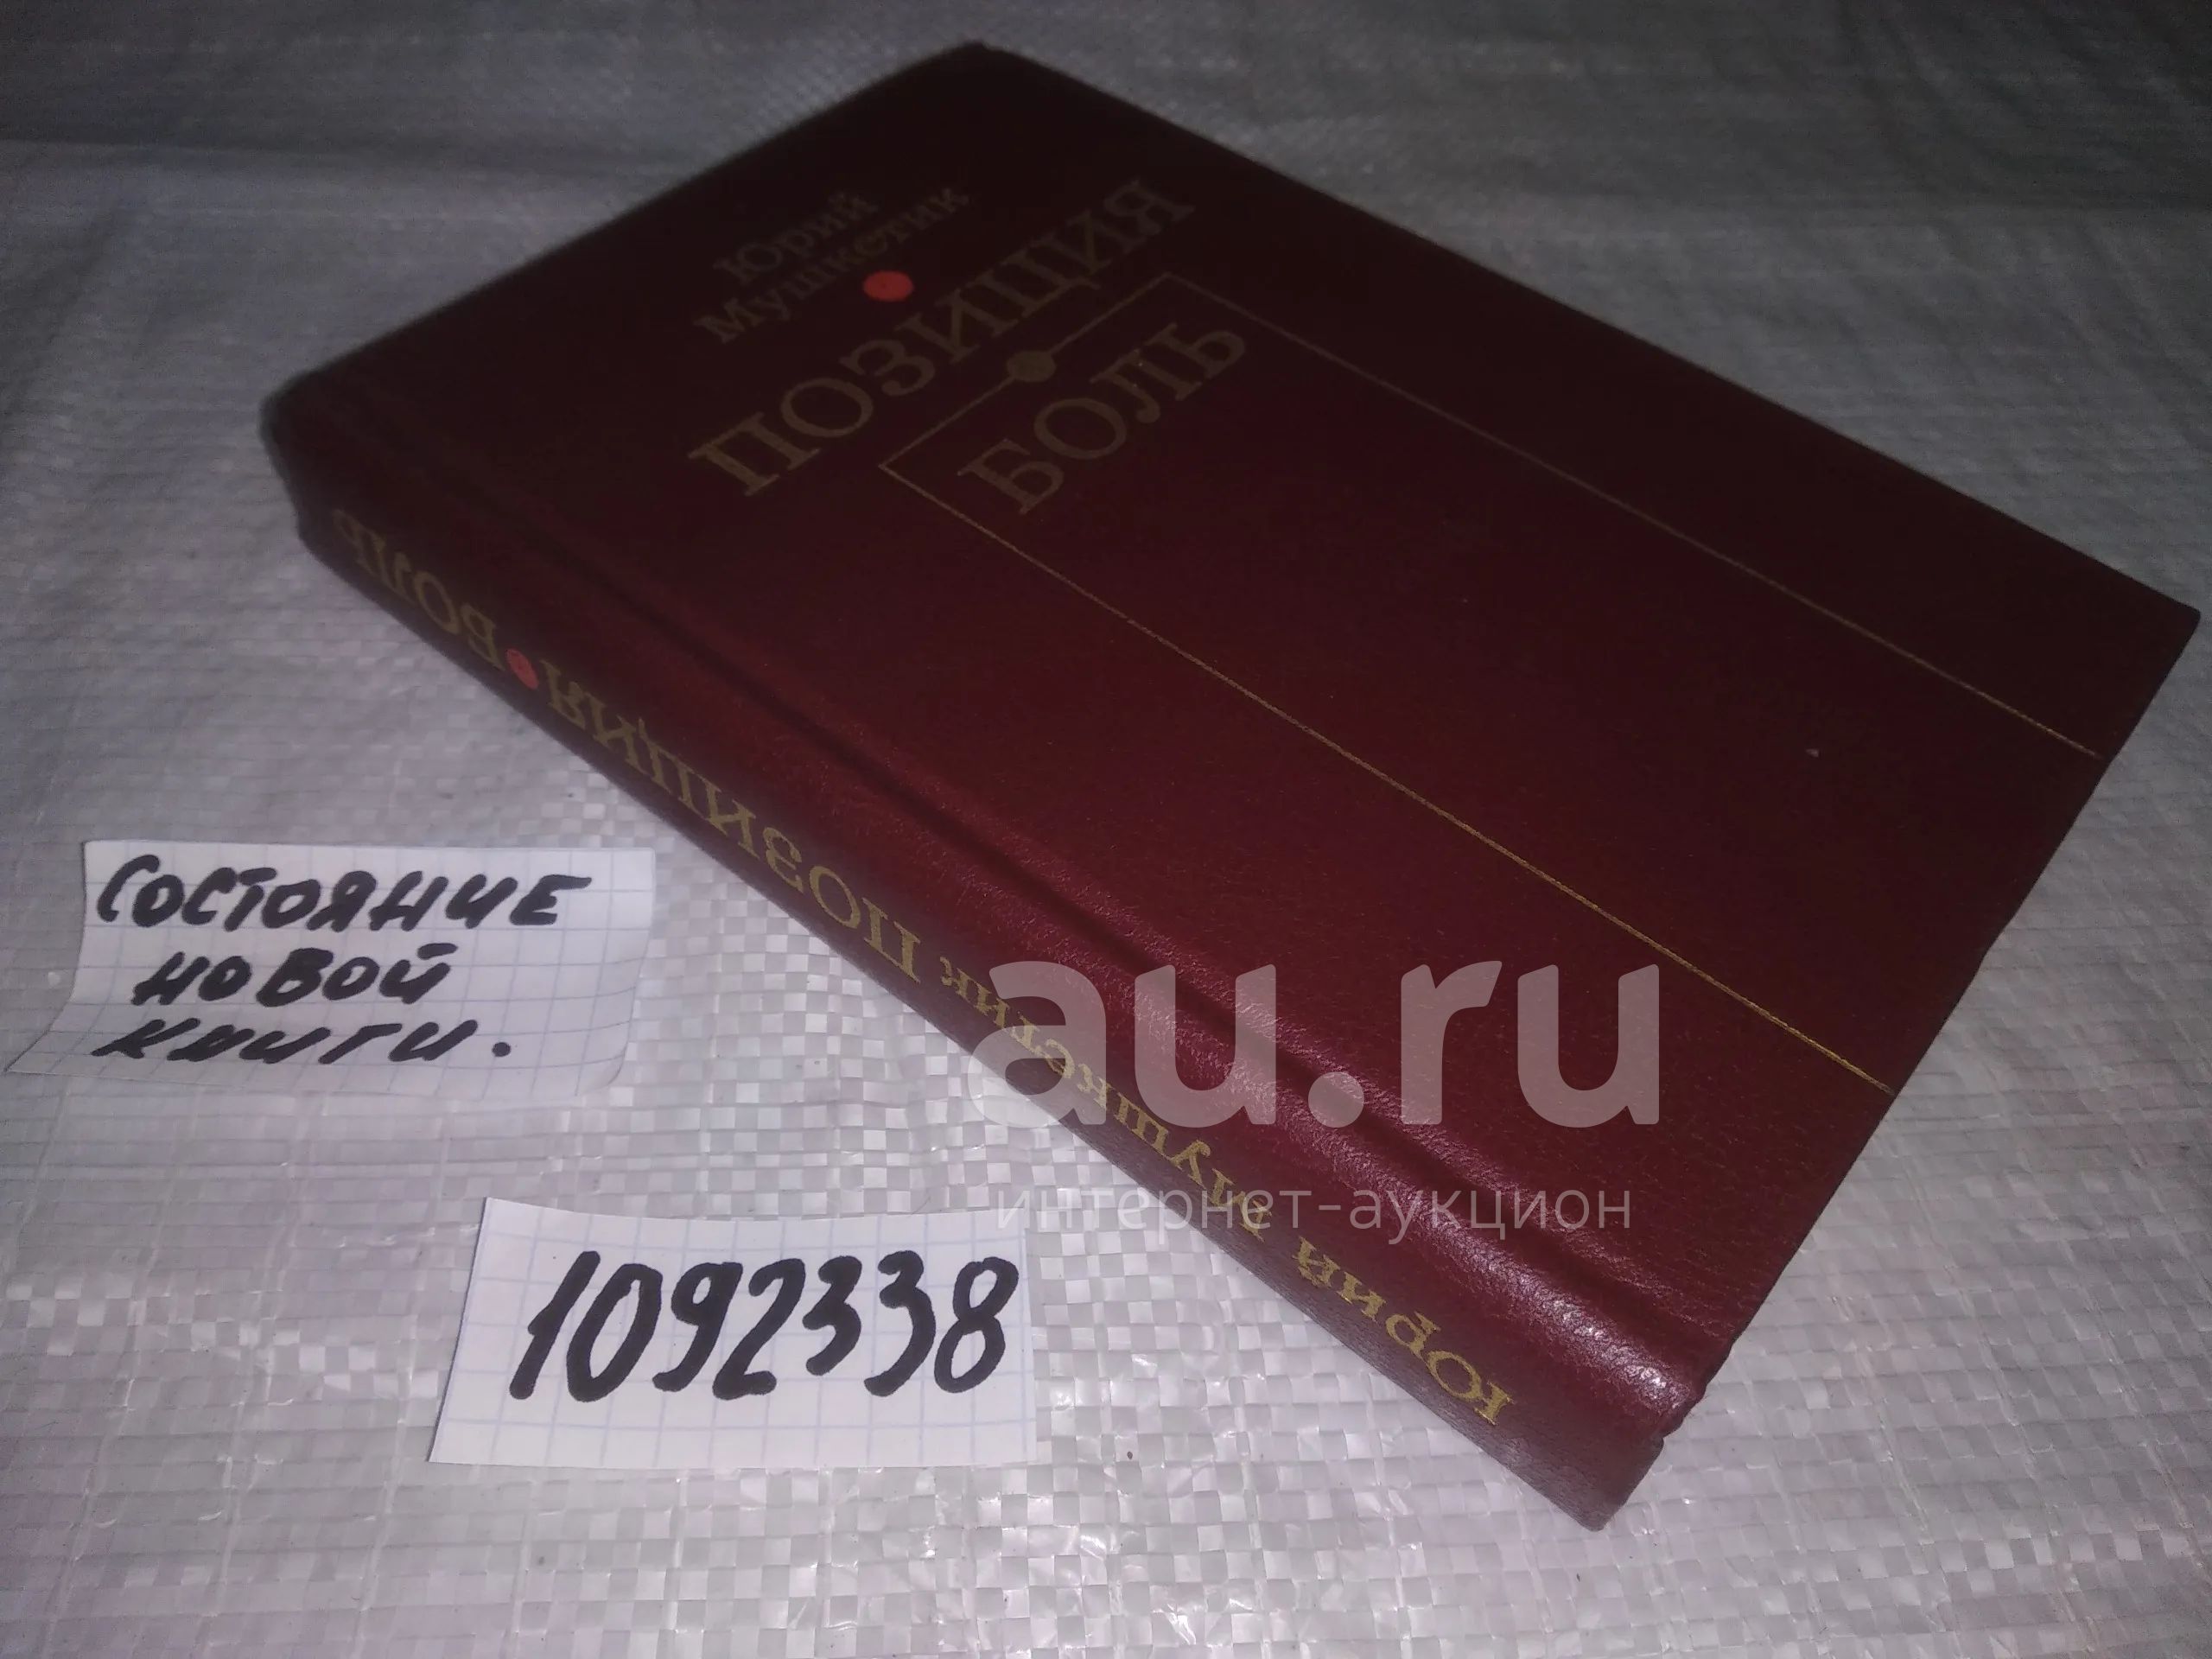 Юрий
Мушкетик
ПОЗИЦИЯ
БОЛЬ
Юрий Мушкетик ПОЗИЦИЯ • БОЛЬ
СОСТОЯНИЕ
НОВОЙ
КНИГИ.
1092338
au.ru
интернет-аукцион